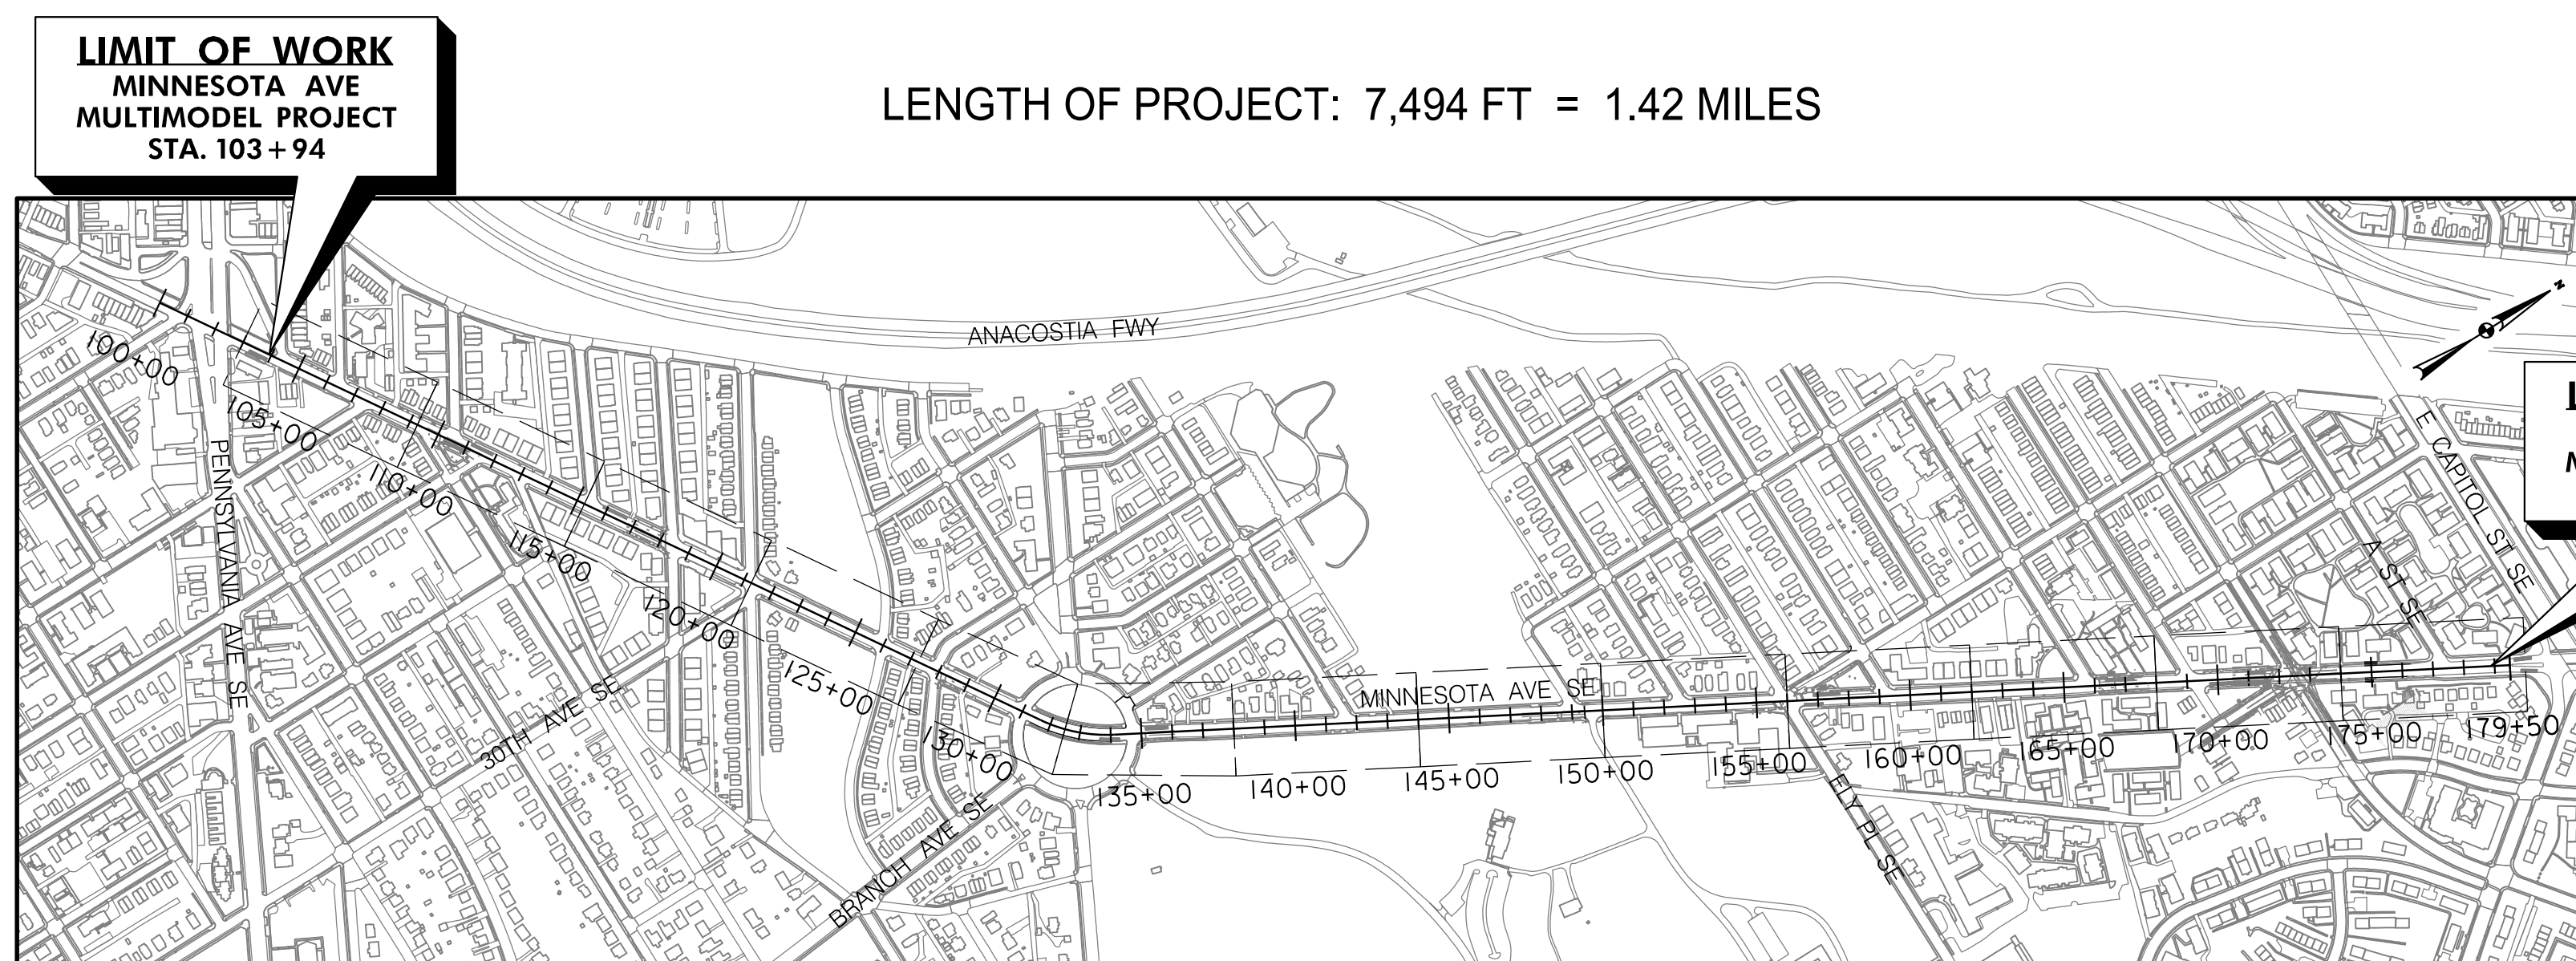 LIMIT OF WORK
MINNESOTA AVE
MULTIMODEL PROJECT
STA. 103+94
LENGTH OF PROJECT: 7,494 FT = 1.42 MILES
ANACOSTIA FWY
N
100+00
105+00
110+00
115+00
120+00
125+00
130+00
135+00
140+00
145+00
150+00
155+00
160+00
165+00
170+00
175+00
179+50
PENNSYLVANIA AVE SE
30TH AVE SE
BRANCH AVE SE
MINNESOTA AVE SE
ELY PL SE
A ST SE
E CAPITOL ST SE